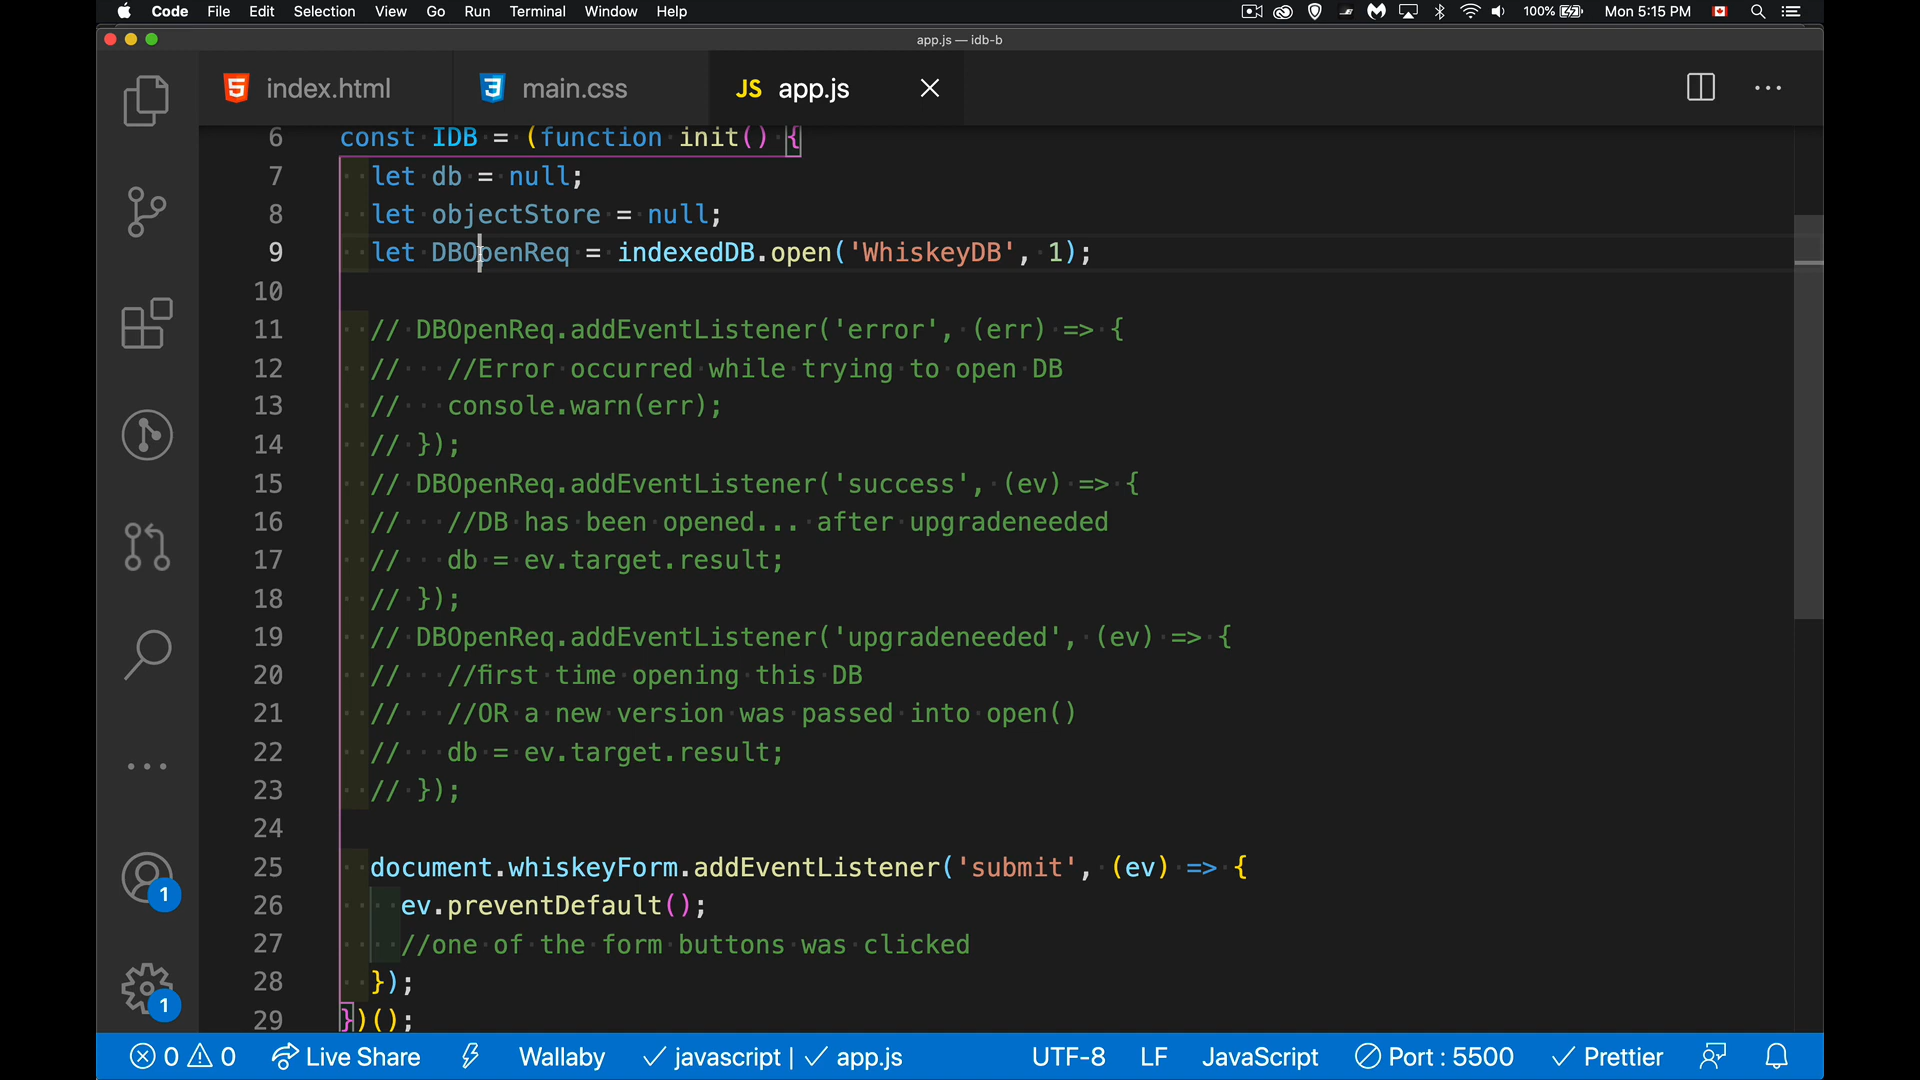 Code File Edit Selection View Go Run Terminal Window Help 100% Mon 5:15 PM
app.js — idb-b
index.html main.css JS app.js
6 const IDB = (function init() {
7 let db = null;
8 let objectStore = null;
9 let DBOpenReq = indexedDB.open('WhiskeyDB', 1);
10
11 // DBOpenReq.addEventListener('error', (err) => {
12 // //Error occurred while trying to open DB
13 // console.warn(err);
14 // });
15 // DBOpenReq.addEventListener('success', (ev) => {
16 // //DB has been opened... after upgradeneeded
17 // db = ev.target.result;
18 // });
19 // DBOpenReq.addEventListener('upgradeneeded', (ev) => {
20 // //first time opening this DB
21 // //OR a new version was passed into open()
22 // db = ev.target.result;
23 // });
24
25 document.whiskeyForm.addEventListener('submit', (ev) => {
26 ev.preventDefault();
27 //one of the form buttons was clicked
28 });
29 })();
1
1
0 0 Live Share Wallaby javascript | app.js UTF-8 LF JavaScript Port : 5500 Prettier